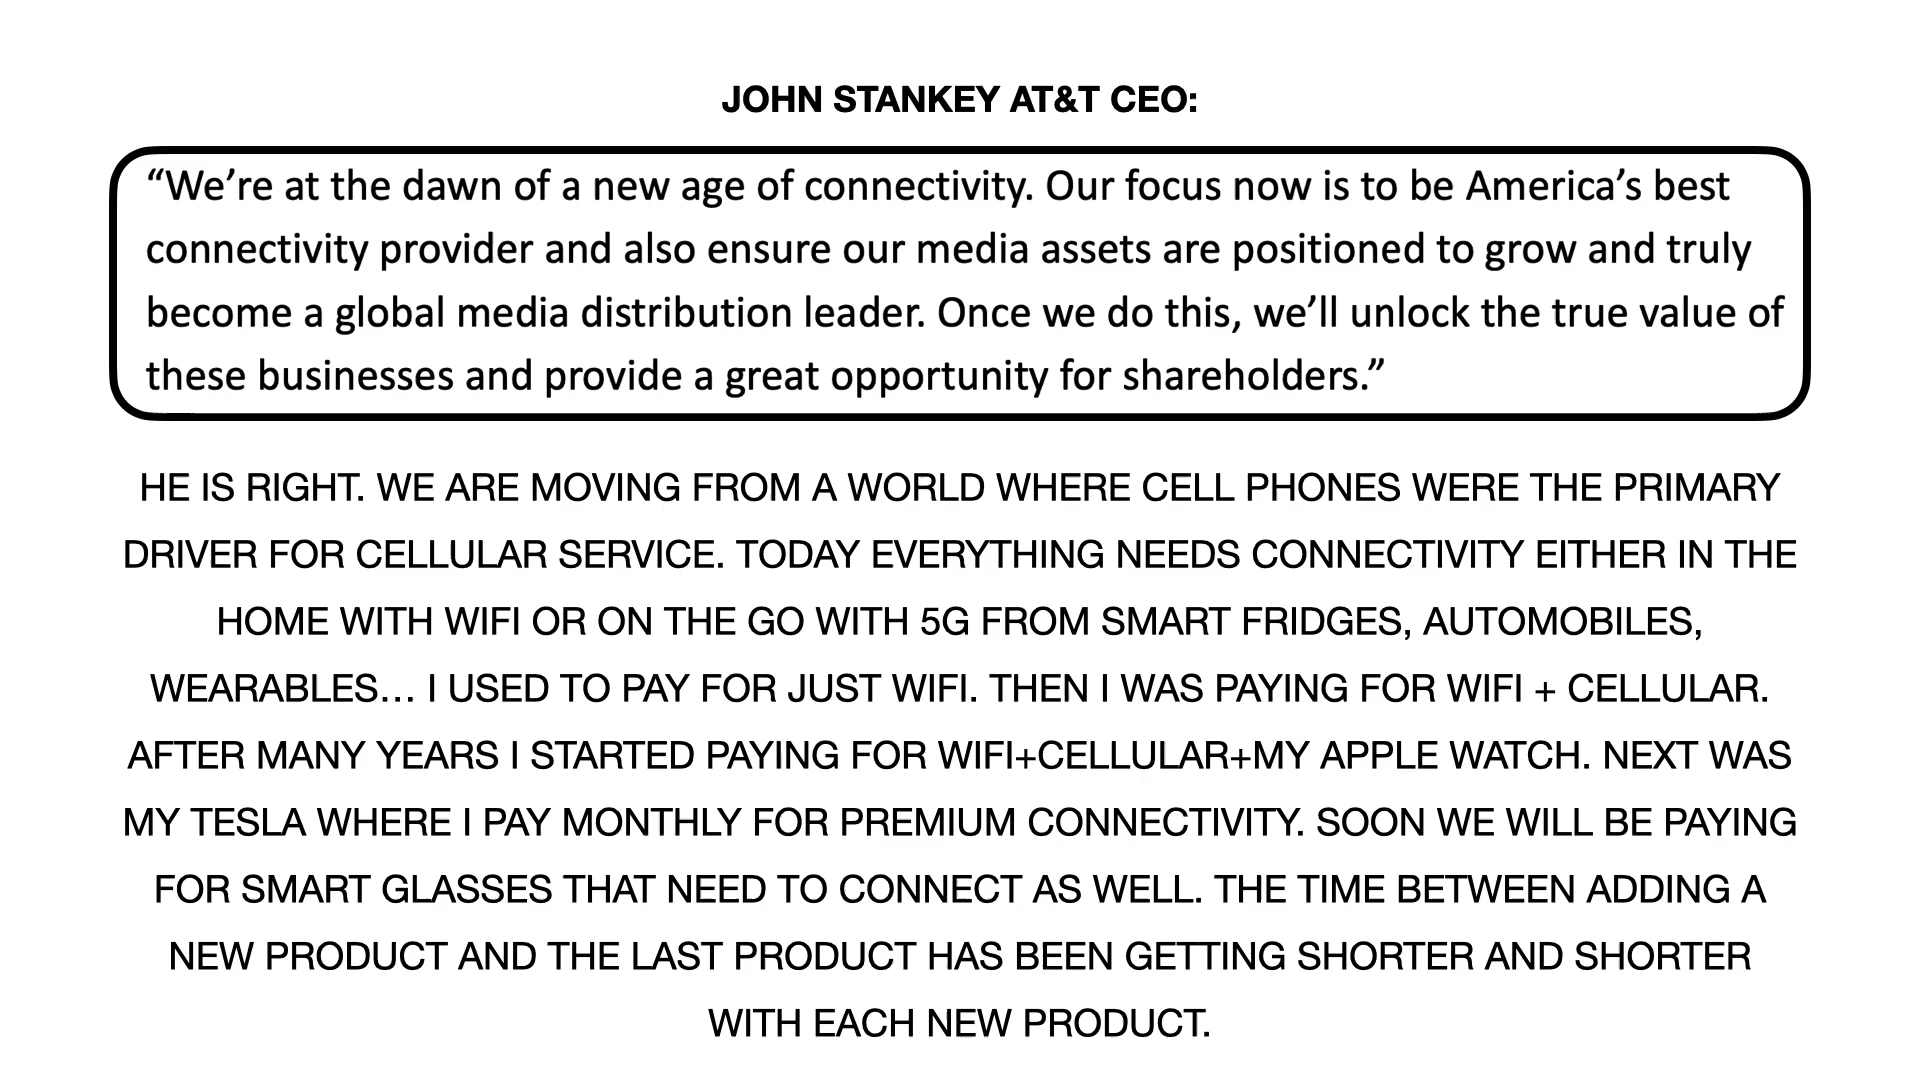 JOHN STANKEY AT&T CEO:
“We’re at the dawn of a new age of connectivity. Our focus now is to be America’s best
connectivity provider and also ensure our media assets are positioned to grow and truly
become a global media distribution leader. Once we do this, we’ll unlock the true value of
these businesses and provide a great opportunity for shareholders.”
HE IS RIGHT. WE ARE MOVING FROM A WORLD WHERE CELL PHONES WERE THE PRIMARY
DRIVER FOR CELLULAR SERVICE. TODAY EVERYTHING NEEDS CONNECTIVITY EITHER IN THE
HOME WITH WIFI OR ON THE GO WITH 5G FROM SMART FRIDGES, AUTOMOBILES,
WEARABLES… I USED TO PAY FOR JUST WIFI. THEN I WAS PAYING FOR WIFI + CELLULAR.
AFTER MANY YEARS I STARTED PAYING FOR WIFI+CELLULAR+MY APPLE WATCH. NEXT WAS
MY TESLA WHERE I PAY MONTHLY FOR PREMIUM CONNECTIVITY. SOON WE WILL BE PAYING
FOR SMART GLASSES THAT NEED TO CONNECT AS WELL. THE TIME BETWEEN ADDING A
NEW PRODUCT AND THE LAST PRODUCT HAS BEEN GETTING SHORTER AND SHORTER
WITH EACH NEW PRODUCT.